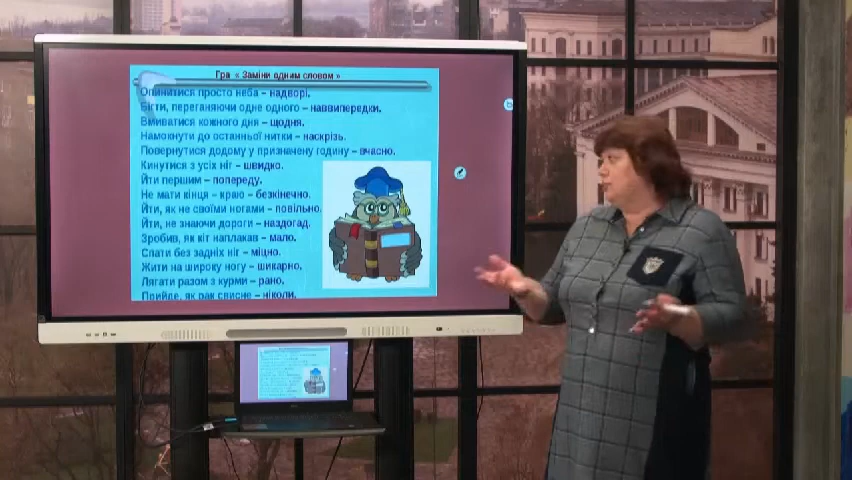 Гра « Заміни одним словом »
Опинитися просто неба – надворі.
Бігти, переганяючи одне одного – наввипередки.
Вмиватися кожного дня – щодня.
Намокнути до останньої нитки – наскрізь.
Повернутися додому у призначену годину – вчасно.
Кинутися з усіх ніг – швидко.
Йти першим – попереду.
Не мати кінця – краю – безкінечно.
Йти, як не своїми ногами – повільно.
Йти, не знаючи дороги – наздогад.
Зробив, як кіт наплакав – мало.
Спати без задніх ніг – міцно.
Жити на широку ногу – шикарно.
Лягати разом з курми – рано.
Прийде, як рак свисне – ніколи.